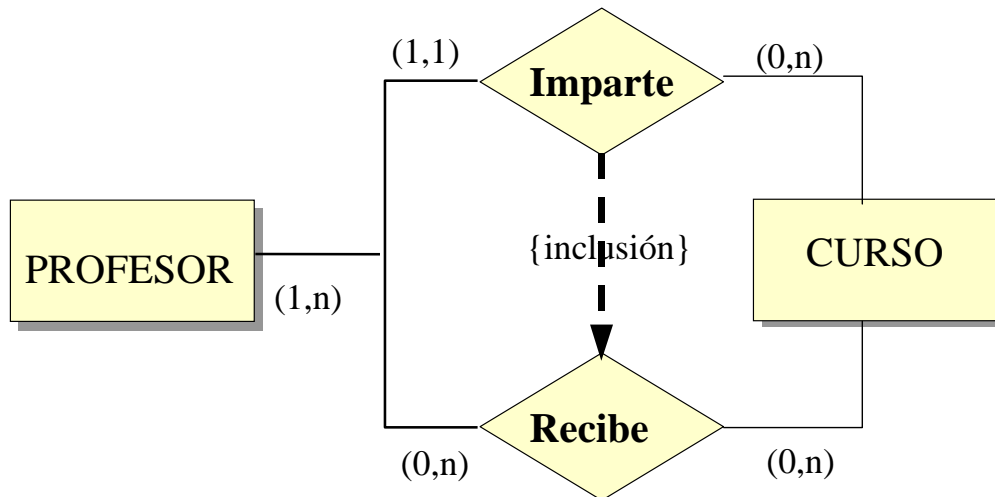 (1,1)
Imparte
(0,n)
{inclusión}
PROFESOR
(1,n)
CURSO
Recibe
(0,n)
(0,n)